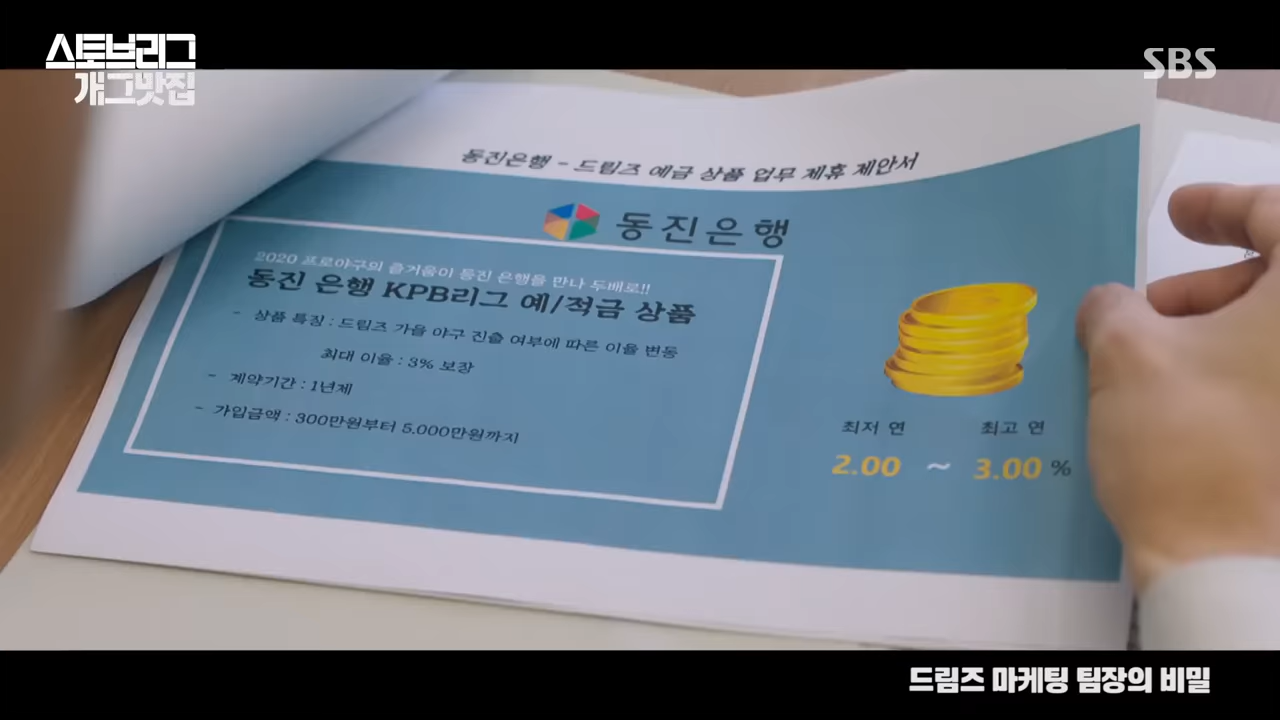 스토브리그
개그맛집
SBS
동진은행 - 드림즈 예금 상품 업무 제휴 제안서
동진은행
2020 프로야구의 즐거움이 동진 은행을 만나 두배로!!
동진 은행 KPB리그 예/적금 상품
- 상품 특징 : 드림즈 가을 야구 진출 여부에 따른 이율 변동
최대 이율 : 3% 보장
- 계약기간 : 1년제
- 가입금액 : 300만원부터 5.000만원까지
최저 연 최고 연
2.00 ~ 3.00 %
드림즈 마케팅 팀장의 비밀